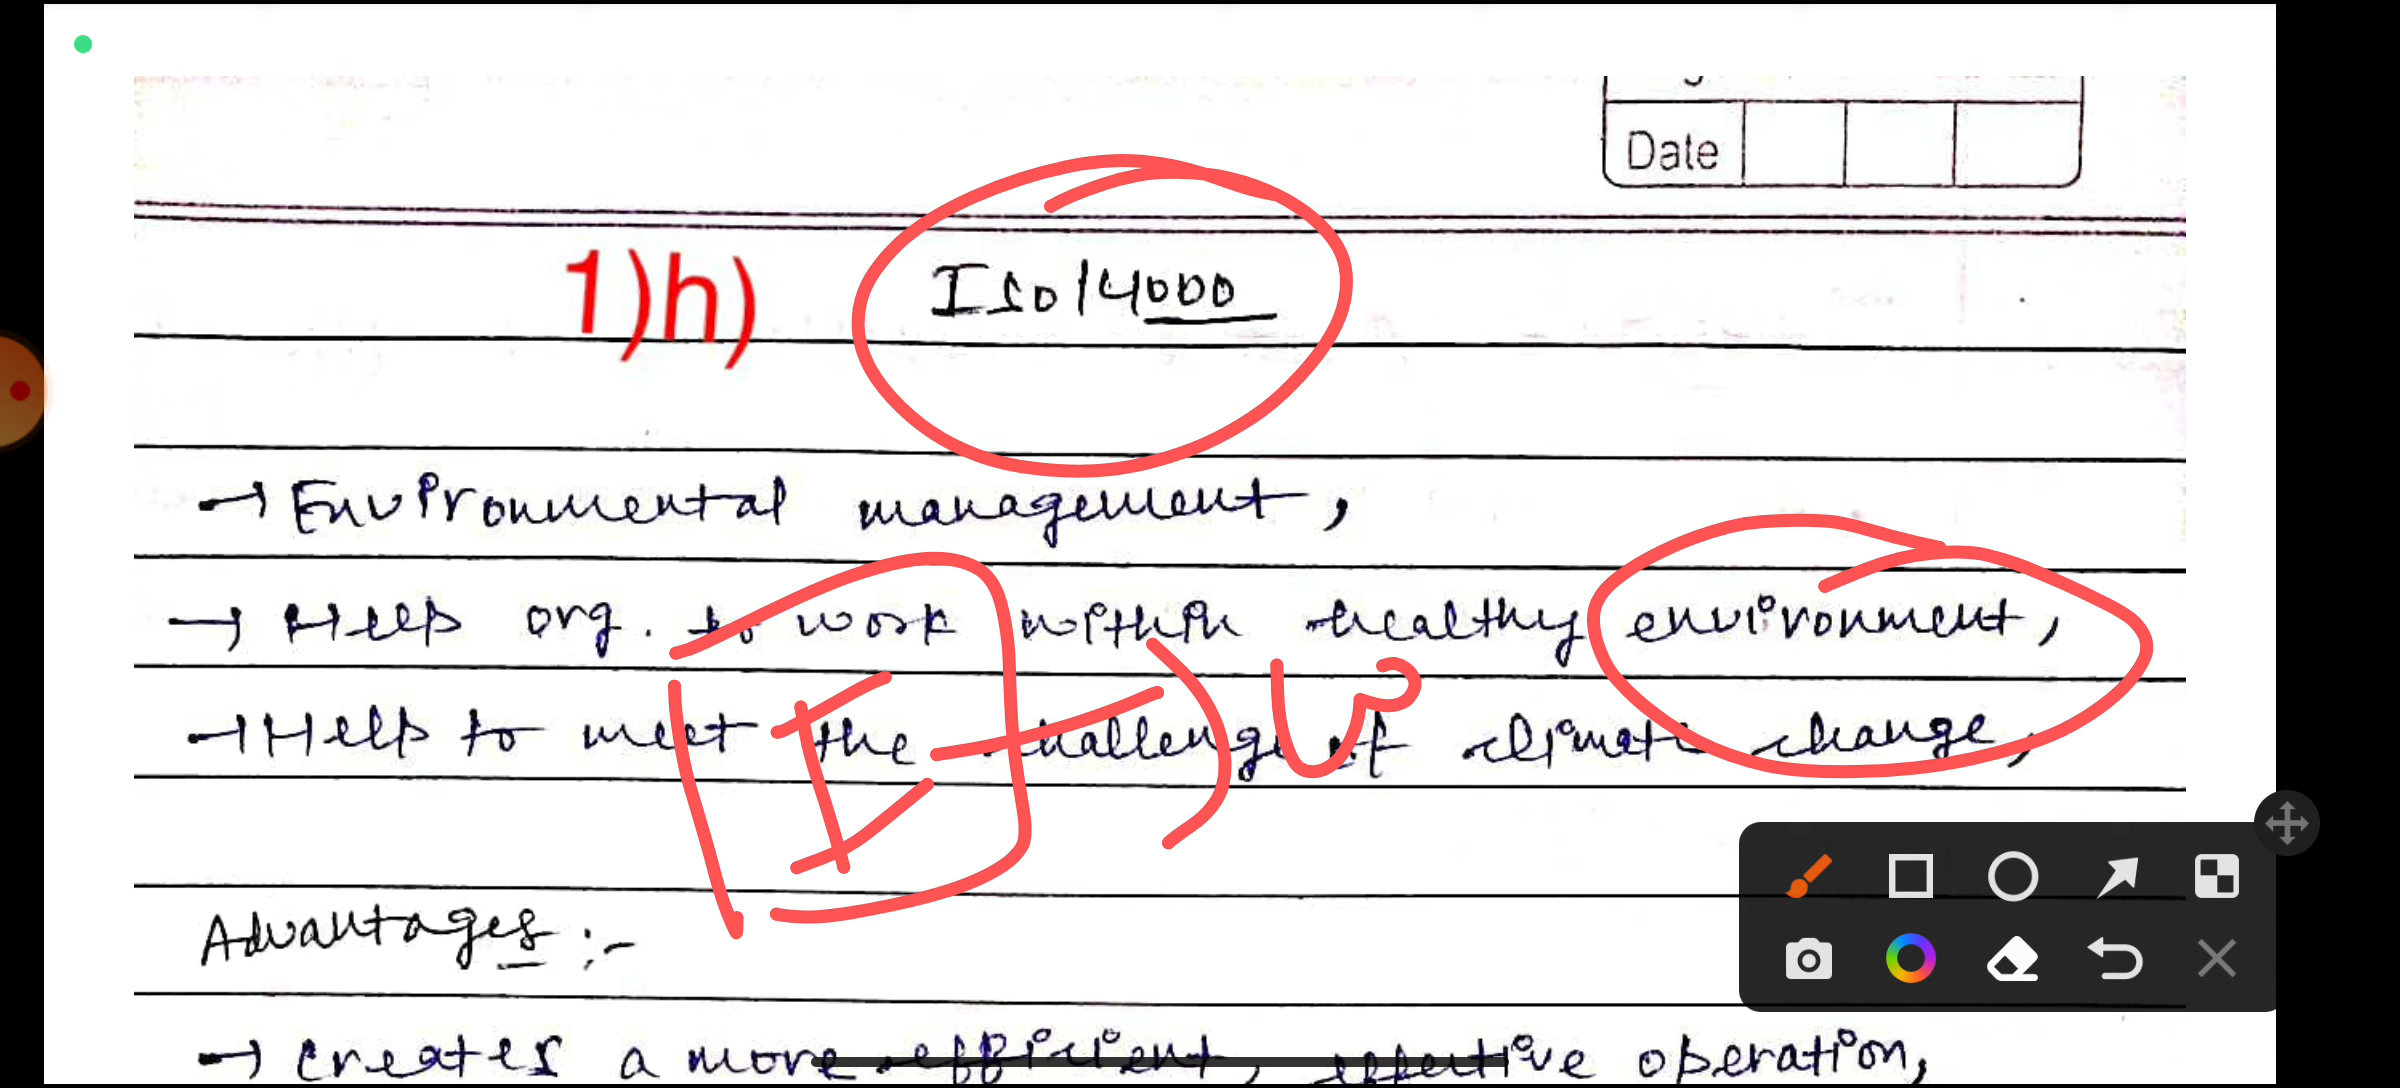 Date
1)h) ISO 14000
→ Environmental management,
→ Help org. to work within healthy environment,
→ Help to meet the challenge of climate change,
Advantages :-
→ creates a more efficient, effective operation,